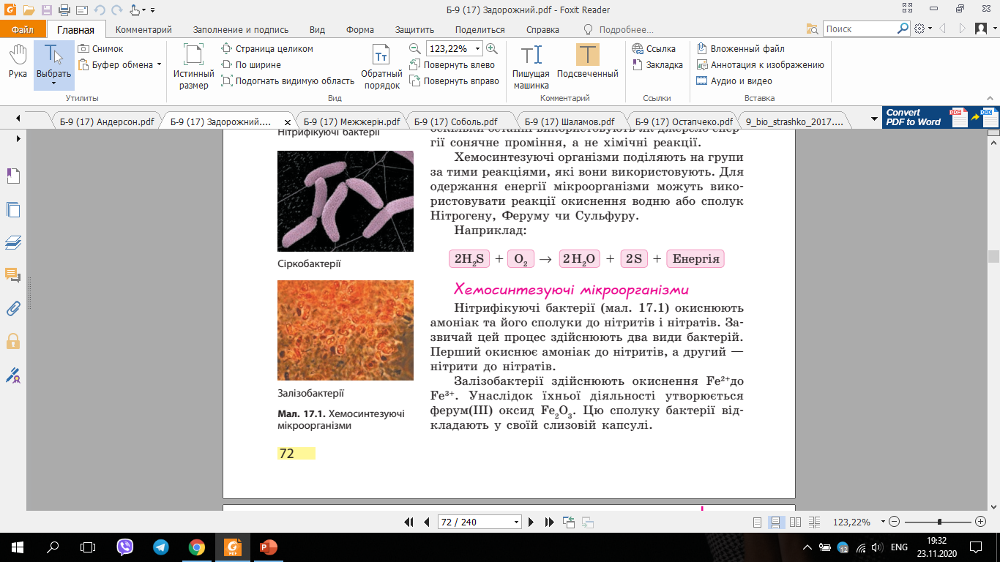 Б-9 (17) Задорожний.pdf - Foxit Reader
Файл
Главная
Комментарий
Заполнение и подпись
Вид
Форма
Защитить
Поделиться
Справка
Подробнее...
Поиск
Рука
Выбрать
Снимок
Буфер обмена
Утилиты
Истинный
размер
Страница целиком
По ширине
Подогнать видимую область
Обратный
порядок
123,22%
Повернуть влево
Повернуть вправо
Вид
Пишущая
машинка
Подсвеченный
Комментарий
Ссылка
Закладка
Ссылки
Вложенный файл
Аннотация к изображению
Аудио и видео
Вставка
Б-9 (17) Андерсон.pdf
Б-9 (17) Задорожний....
Б-9 (17) Межжерін.pdf
Б-9 (17) Соболь.pdf
Б-9 (17) Шаламов.pdf
Б-9 (17) Остапчеко.pdf
9_bio_strashko_2017....
Convert
PDF to Word
PDF
DOC
Нітрифікуючі бактерії
Сіркобактерії
Залізобактерії
Мал. 17.1. Хемосинтезуючі
мікроорганізми
72
оскільки останні використовують як джерело енер-
гії сонячне проміння, а не хімічні реакції.
Хемосинтезуючі організми поділяють на групи
за тими реакціями, які вони використовують. Для
одержання енергії мікроорганізми можуть вико-
ристовувати реакції окиснення водню або сполук
Нітрогену, Феруму чи Сульфуру.
Наприклад:
2H₂S + O₂ → 2H₂O + 2S + Енергія
Хемосинтезуючі мікроорганізми
Нітрифікуючі бактерії (мал. 17.1) окиснюють
амоніак та його сполуки до нітритів і нітратів. За-
звичай цей процес здійснюють два види бактерій.
Перший окиснює амоніак до нітритів, а другий —
нітрити до нітратів.
Залізобактерії здійснюють окиснення Fe²⁺до
Fe³⁺. Унаслідок їхньої діяльності утворюється
ферум(III) оксид Fe₂O₃. Цю сполуку бактерії від-
кладають у своїй слизовій капсулі.
72 / 240
123,22%
PDF
12
ENG
19:32
23.11.2020